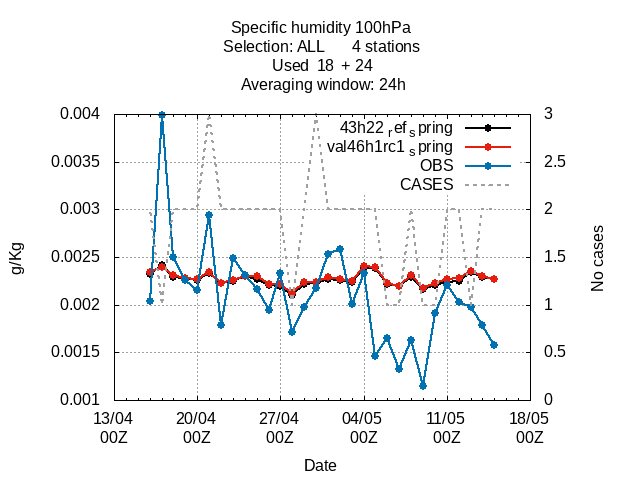 Specific humidity 100hPa
Selection: ALL 4 stations
Used 18 + 24
Averaging window: 24h
43h22 refspring
val46h1rc1 spring
OBS
CASES
g/Kg
0.004
0.0035
0.003
0.0025
0.002
0.0015
0.001
No cases
3
2.5
2
1.5
1
0.5
0
13/04 20/04 27/04 04/05 11/05 18/05
00Z 00Z 00Z 00Z 00Z 00Z
Date